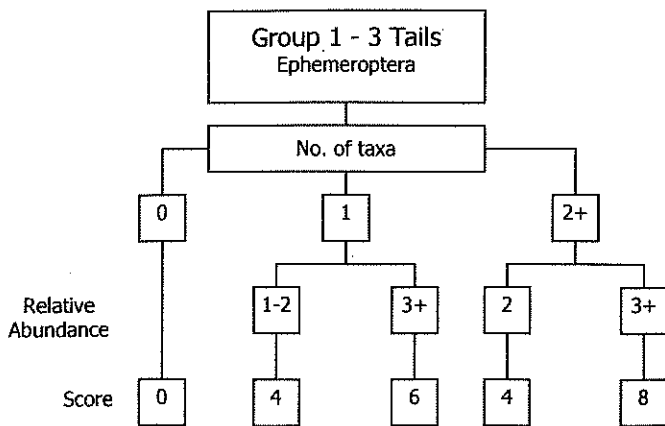 Group 1 - 3 Tails
Ephemeroptera
No. of taxa
0 1 2+
Relative
Abundance
1-2 3+ 2 3+
Score 0 4 6 4 8